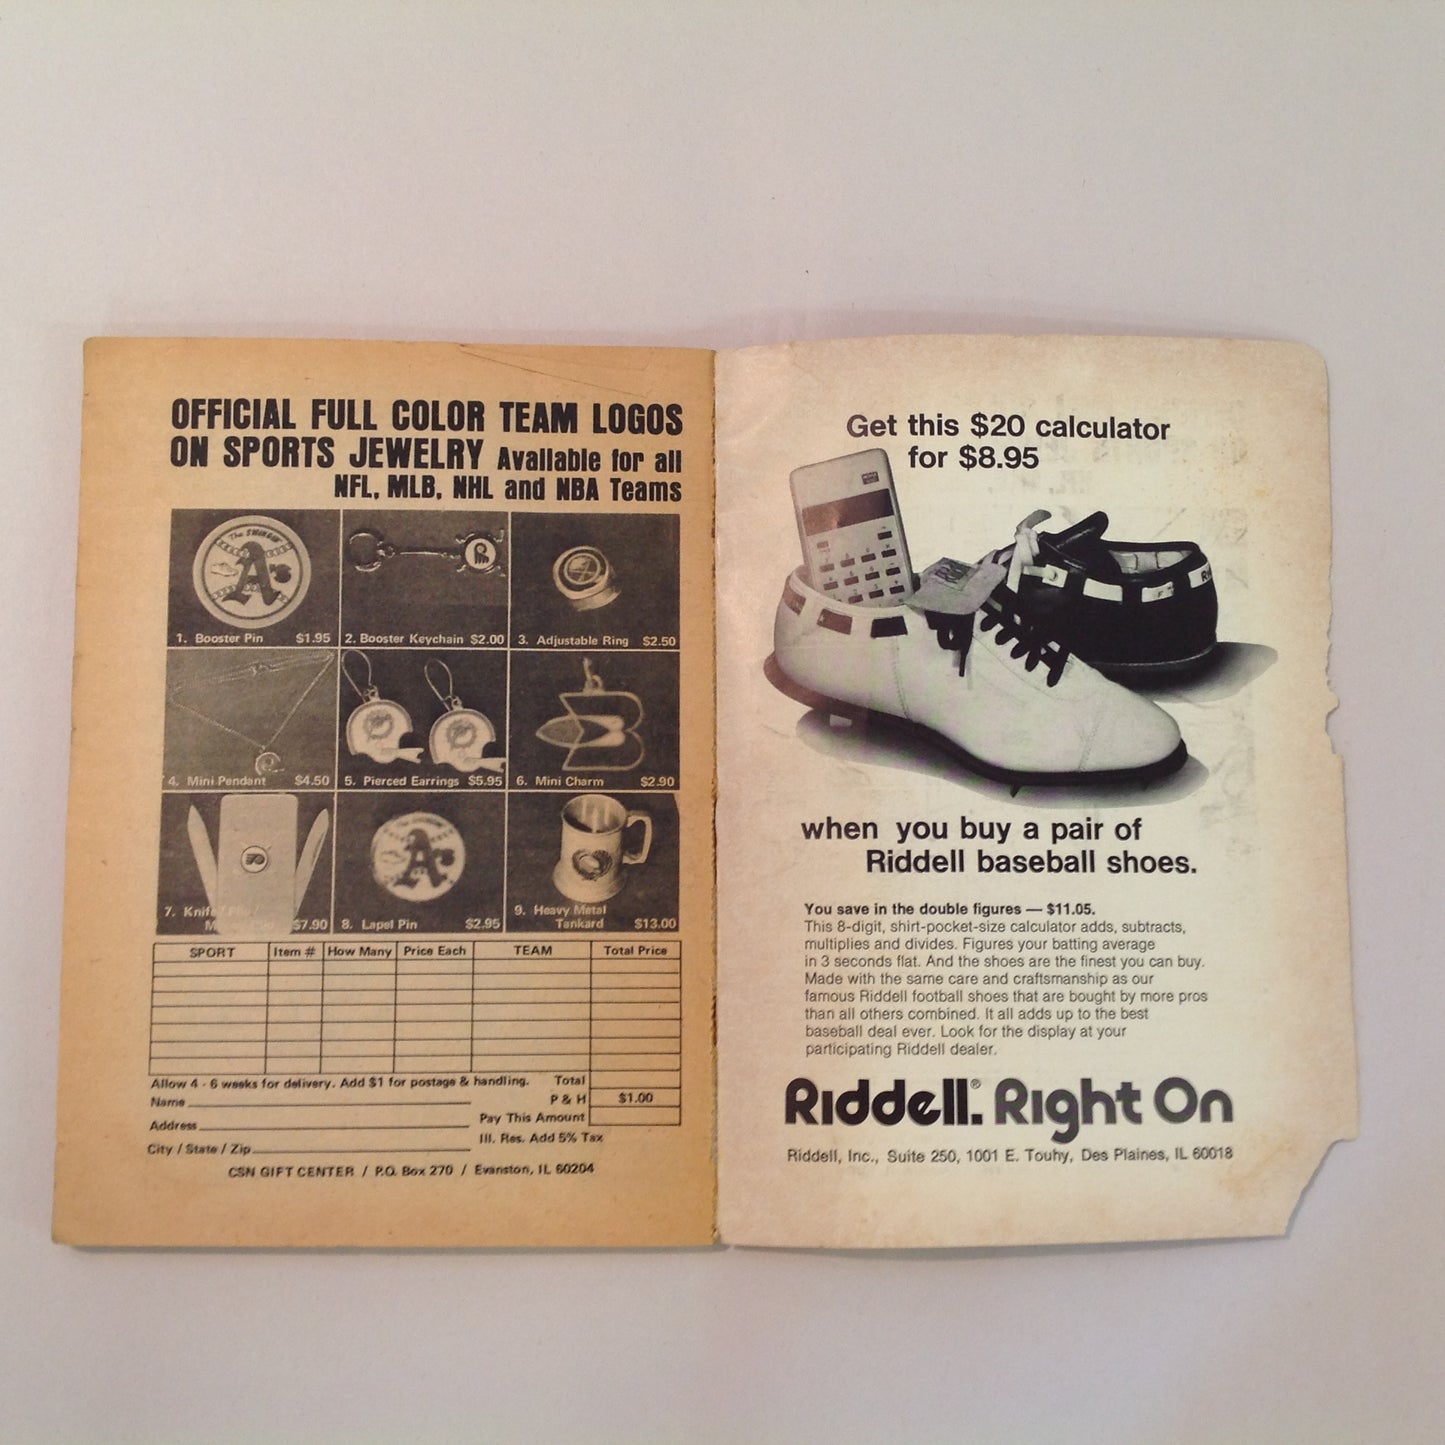 OFFICIAL FULL COLOR TEAM LOGOS
ON SPORTS JEWELRY Available for all
NFL, MLB, NHL and NBA Teams
The SWINGIN'
A's
1. Booster Pin $1.95
2. Booster Keychain $2.00
3. Adjustable Ring $2.50
4. Mini Pendant $4.50
5. Pierced Earrings $5.95
6. Mini Charm $2.90
7. Knife $7.90
A's
8. Lapel Pin $2.95
9. Heavy Metal
Tankard $13.00
SPORT Item # How Many Price Each TEAM Total Price
Allow 4 - 6 weeks for delivery. Add $1 for postage & handling. Total
Name P & H $1.00
Address Pay This Amount
City / State / Zip Ill. Res. Add 5% Tax
CSN GIFT CENTER / P.O. Box 270 / Evanston, IL 60204
Get this $20 calculator
for $8.95
when you buy a pair of
Riddell baseball shoes.
You save in the double figures — $11.05.
This 8-digit, shirt-pocket-size calculator adds, subtracts,
multiplies and divides. Figures your batting average
in 3 seconds flat. And the shoes are the finest you can buy.
Made with the same care and craftsmanship as our
famous Riddell football shoes that are bought by more pros
than all others combined. It all adds up to the best
baseball deal ever. Look for the display at your
participating Riddell dealer.
Riddell.® Right On
Riddell, Inc., Suite 250, 1001 E. Touhy, Des Plaines, IL 60018